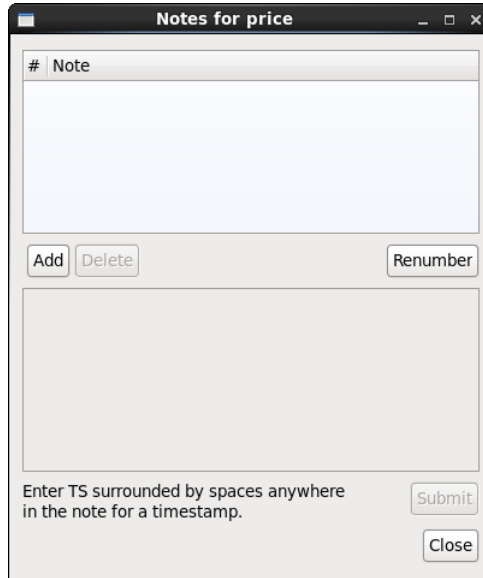 Notes for price
# Note
Add Delete Renumber
Enter TS surrounded by spaces anywhere
in the note for a timestamp.
Submit
Close